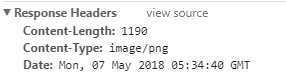 Response Headers view source
Content-Length: 1190
Content-Type: image/png
Date: Mon, 07 May 2018 05:34:40 GMT